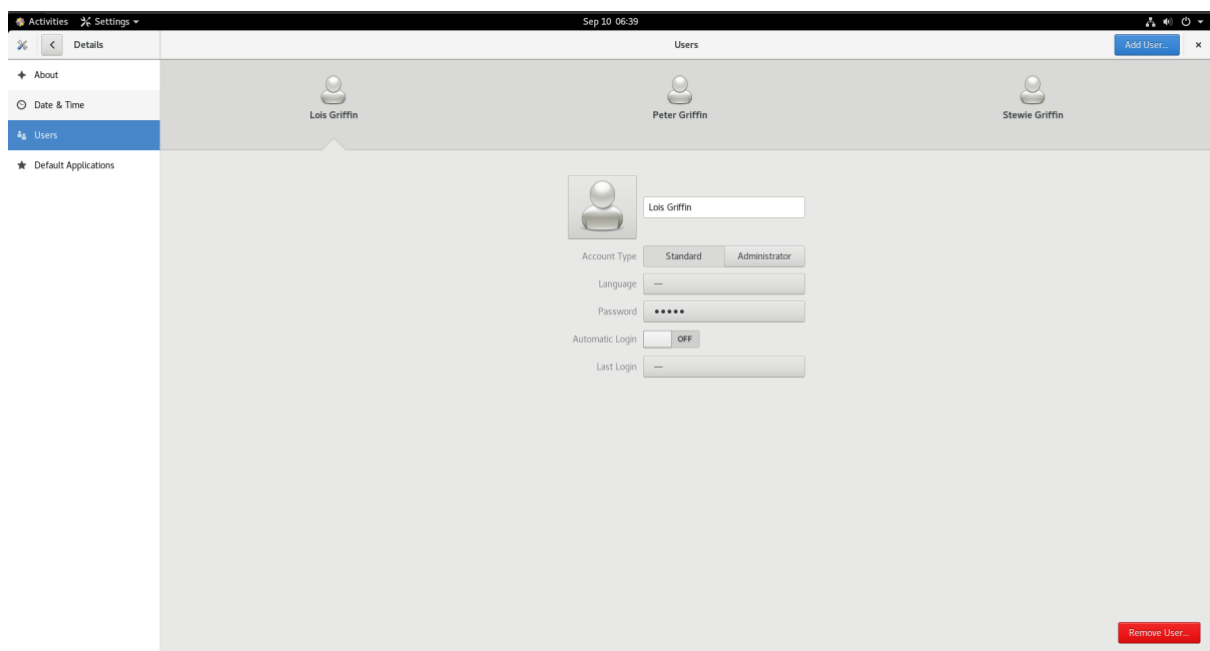 Activities Settings Sep 10 06:39
Details Users Add User... ×
About
Date & Time
Users
Default Applications
Lois Griffin Peter Griffin Stewie Griffin
Lois Griffin
Account Type Standard Administrator
Language —
Password •••••
Automatic Login OFF
Last Login —
Remove User...